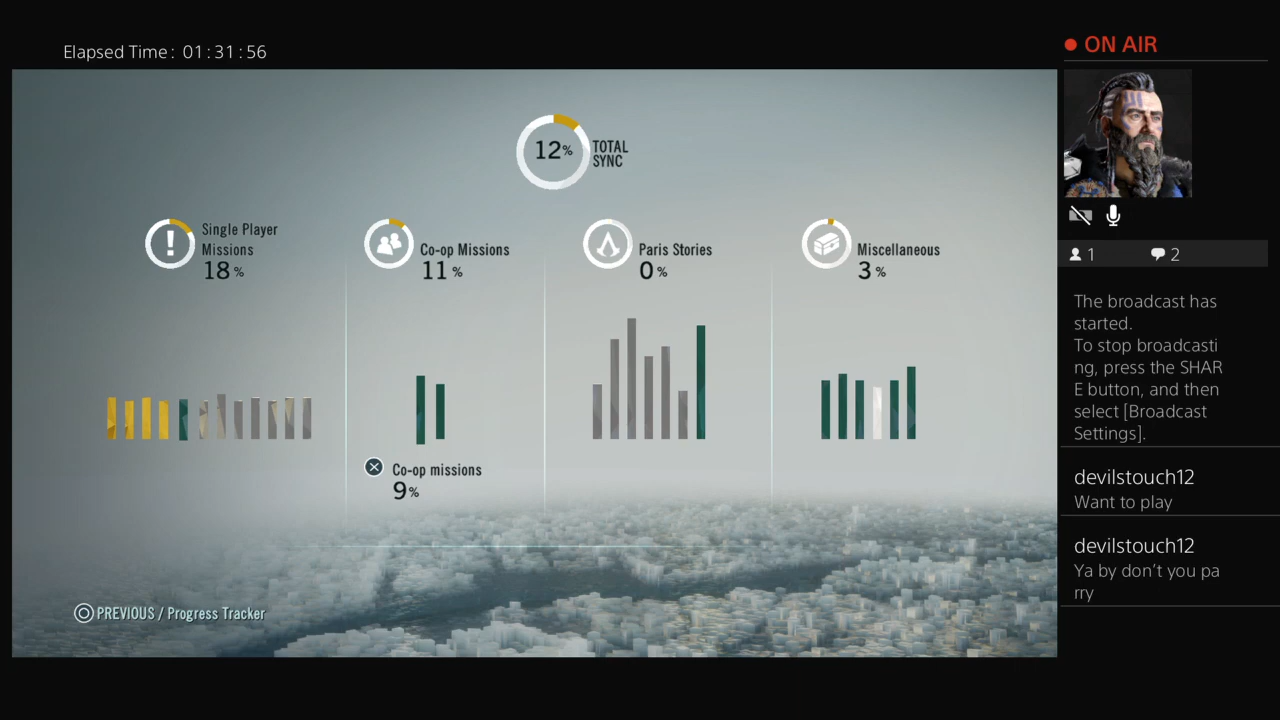 Elapsed Time: 01:31:56
ON AIR
12%
TOTAL
SYNC
Single Player
Missions
18%
Co-op Missions
11%
Paris Stories
0%
Miscellaneous
3%
Co-op missions
9%
PREVIOUS / Progress Tracker
1
2
The broadcast has
started.
To stop broadcasti
ng, press the SHAR
E button, and then
select [Broadcast
Settings].
devilstouch12
Want to play
devilstouch12
Ya by don't you pa
rry